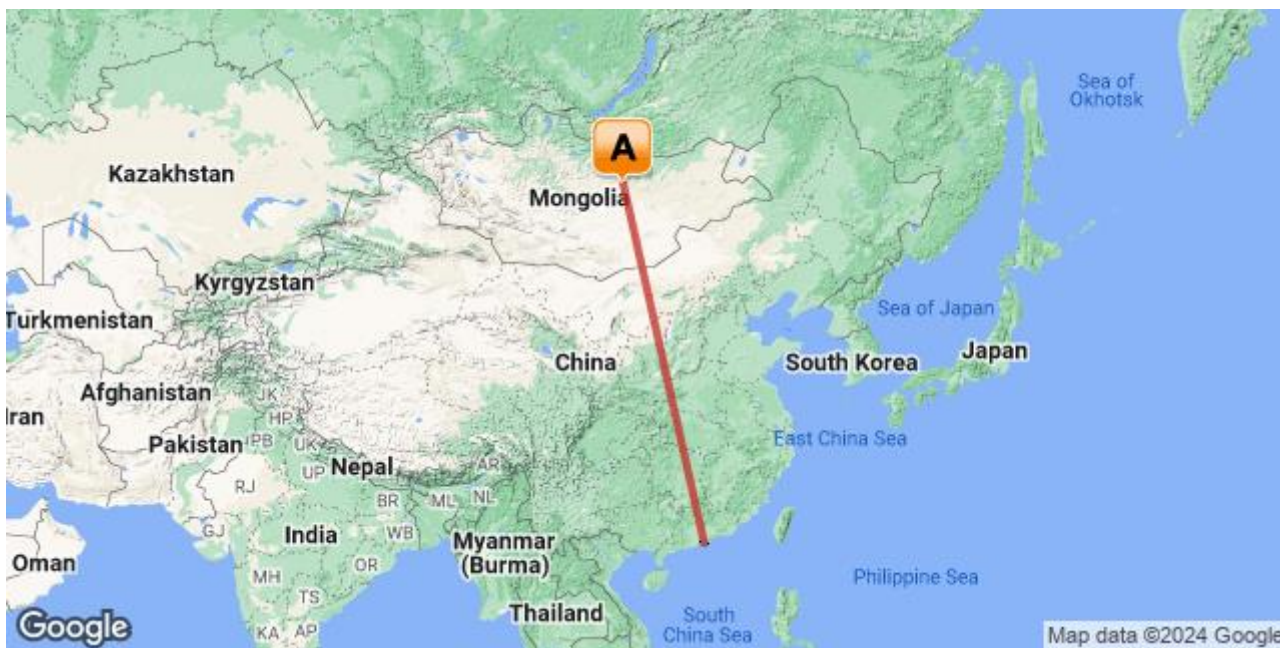 Sea of
Okhotsk
A
Kazakhstan
Mongolia
Kyrgyzstan
Sea of Japan
Turkmenistan
South Korea
Japan
China
Afghanistan
JK
Iran
HP
Pakistan
PB
UK
East China Sea
UP
Nepal
AR
RJ
BR
ML
NL
GJ
India
WB
Myanmar
(Burma)
Oman
OR
MH
Philippine Sea
TS
Thailand
South
China Sea
KA
AP
Google
Map data ©2024 Google